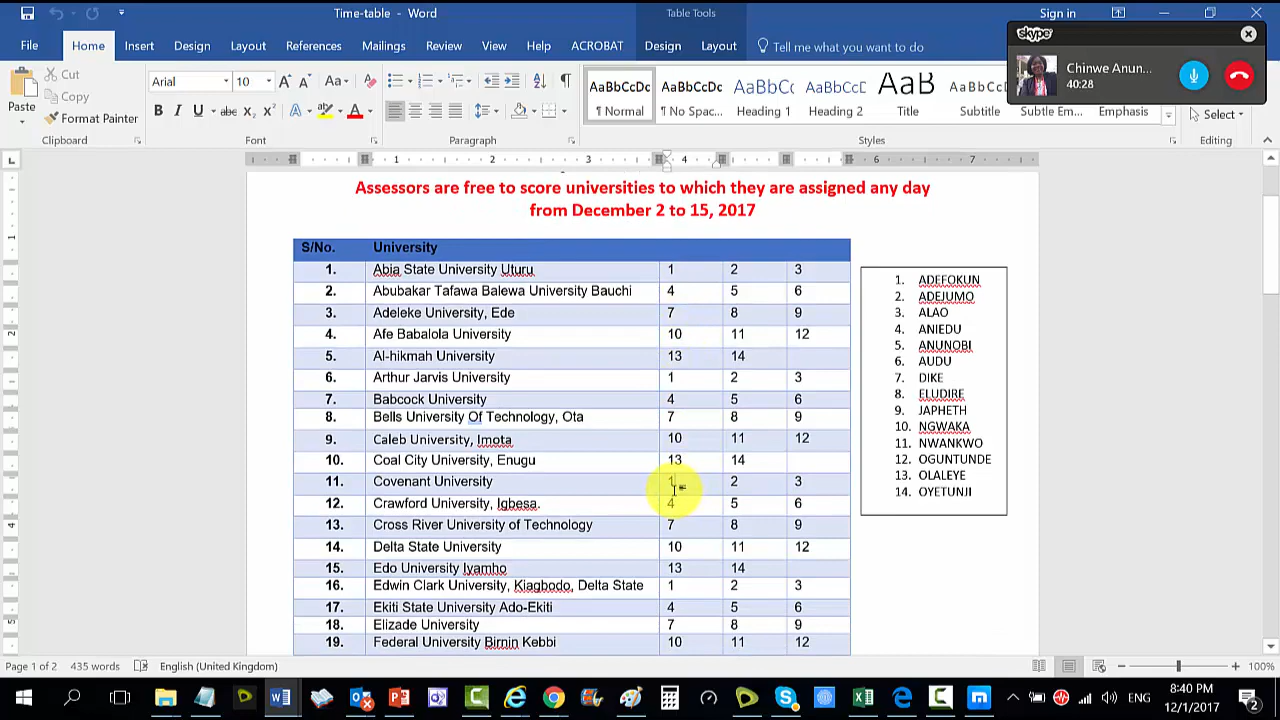 Time-table - Word
Table Tools
Sign in
File Home Insert Design Layout References Mailings Review View Help ACROBAT Design Layout Tell me what you want to do
skype
Chinwe Anun...
40:28
Cut
Copy
Format Painter
Paste
Arial 10
AaBbCcDc AaBbCcDc AaBbCc AaBbCcD AaB AaBbCcD
¶ Normal ¶ No Spac... Heading 1 Heading 2 Title Subtitle Subtle Em... Emphasis
Select
Clipboard Font Paragraph Styles Editing
1 2 3 4 6 7
Assessors are free to score universities to which they are assigned any day
from December 2 to 15, 2017
S/No. University
1. Abia State University Uturu 1 2 3
2. Abubakar Tafawa Balewa University Bauchi 4 5 6
3. Adeleke University, Ede 7 8 9
4. Afe Babalola University 10 11 12
5. Al-hikmah University 13 14
6. Arthur Jarvis University 1 2 3
7. Babcock University 4 5 6
8. Bells University Of Technology, Ota 7 8 9
9. Caleb University, Imota 10 11 12
10. Coal City University, Enugu 13 14
11. Covenant University 1 2 3
12. Crawford University, Igbesa. 4 5 6
13. Cross River University of Technology 7 8 9
14. Delta State University 10 11 12
15. Edo University Iyamho 13 14
16. Edwin Clark University, Kiagbodo, Delta State 1 2 3
17. Ekiti State University Ado-Ekiti 4 5 6
18. Elizade University 7 8 9
19. Federal University Birnin Kebbi 10 11 12
1. ADEFOKUN
2. ADEJUMO
3. ALAO
4. ANIEDU
5. ANUNOBI
6. AUDU
7. DIKE
8. ELUDIRE
9. JAPHETH
10. NGWAKA
11. NWANKWO
12. OGUNTUNDE
13. OLALEYE
14. OYETUNJI
Page 1 of 2 435 words English (United Kingdom) 100%
ENG
8:40 PM
12/1/2017
2